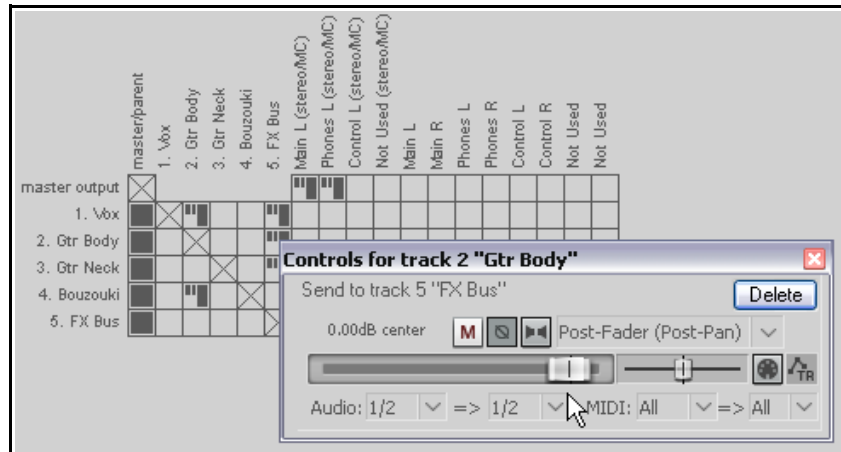 master/parent
1. Vox
2. Gtr Body
3. Gtr Neck
4. Bouzouki
5. FX Bus
Main L (stereo/MC)
Phones L (stereo/MC)
Control L (stereo/MC)
Not Used (stereo/MC)
Main L
Main R
Phones L
Phones R
Control L
Control R
Not Used
Not Used
master output
1. Vox
2. Gtr Body
3. Gtr Neck
4. Bouzouki
5. FX Bus
Controls for track 2 "Gtr Body"
Send to track 5 "FX Bus"
Delete
0.00dB center
M
Post-Fader (Post-Pan)
TR
Audio: 1/2 => 1/2 MIDI: All => All